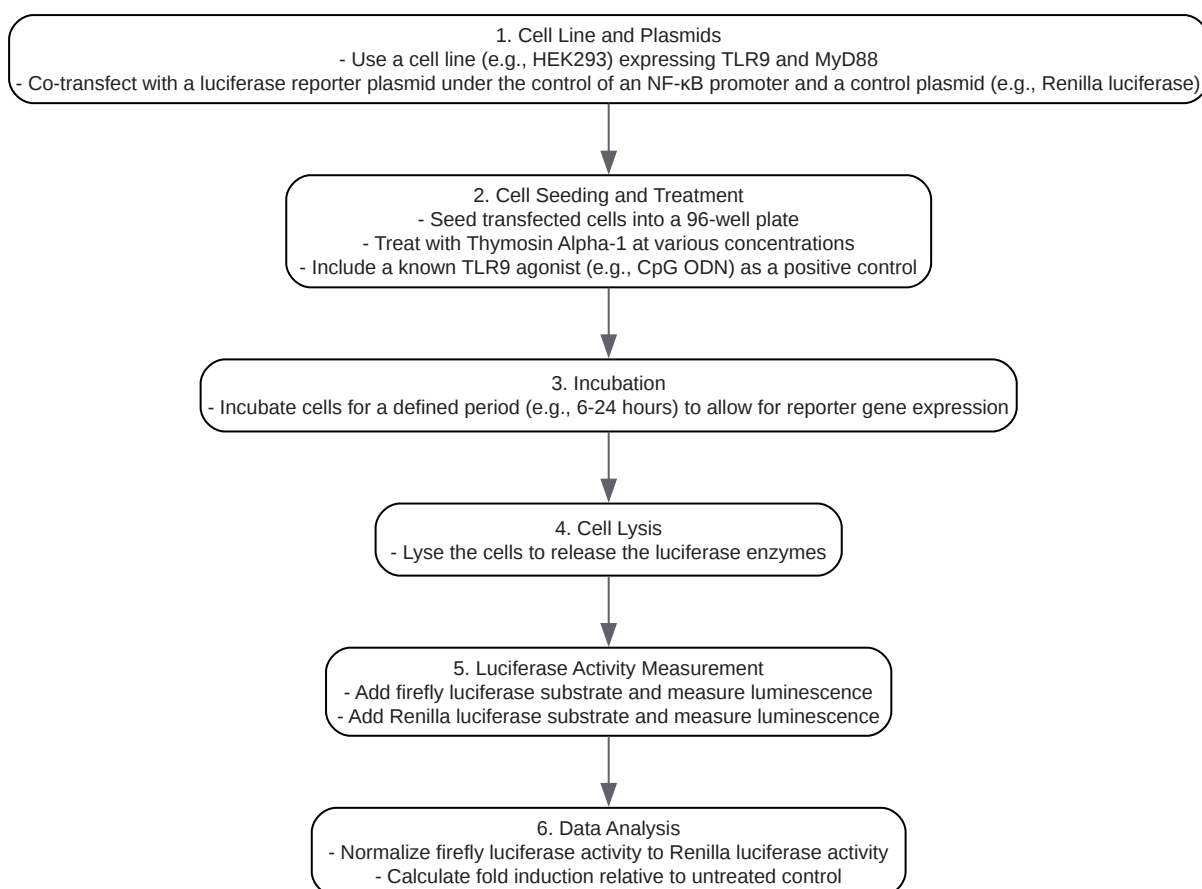 1. Cell Line and Plasmids
- Use a cell line (e.g., HEK293) expressing TLR9 and MyD88
- Co-transfect with a luciferase reporter plasmid under the control of an NF-κB promoter and a control plasmid (e.g., Renilla luciferase)
2. Cell Seeding and Treatment
- Seed transfected cells into a 96-well plate
- Treat with Thymosin Alpha-1 at various concentrations
- Include a known TLR9 agonist (e.g., CpG ODN) as a positive control
3. Incubation
- Incubate cells for a defined period (e.g., 6-24 hours) to allow for reporter gene expression
4. Cell Lysis
- Lyse the cells to release the luciferase enzymes
5. Luciferase Activity Measurement
- Add firefly luciferase substrate and measure luminescence
- Add Renilla luciferase substrate and measure luminescence
6. Data Analysis
- Normalize firefly luciferase activity to Renilla luciferase activity
- Calculate fold induction relative to untreated control